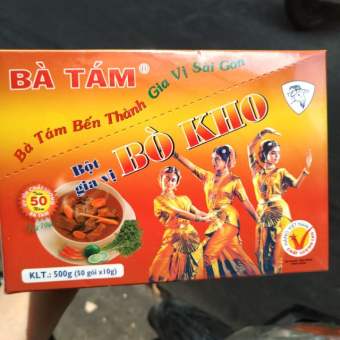 BÀ TÁM®
Bà Tám Bến Thành Gia Vị Sài Gòn
Bột
gia vị
BÒ KHO
50
KLT.: 500g (50 gói x10g)